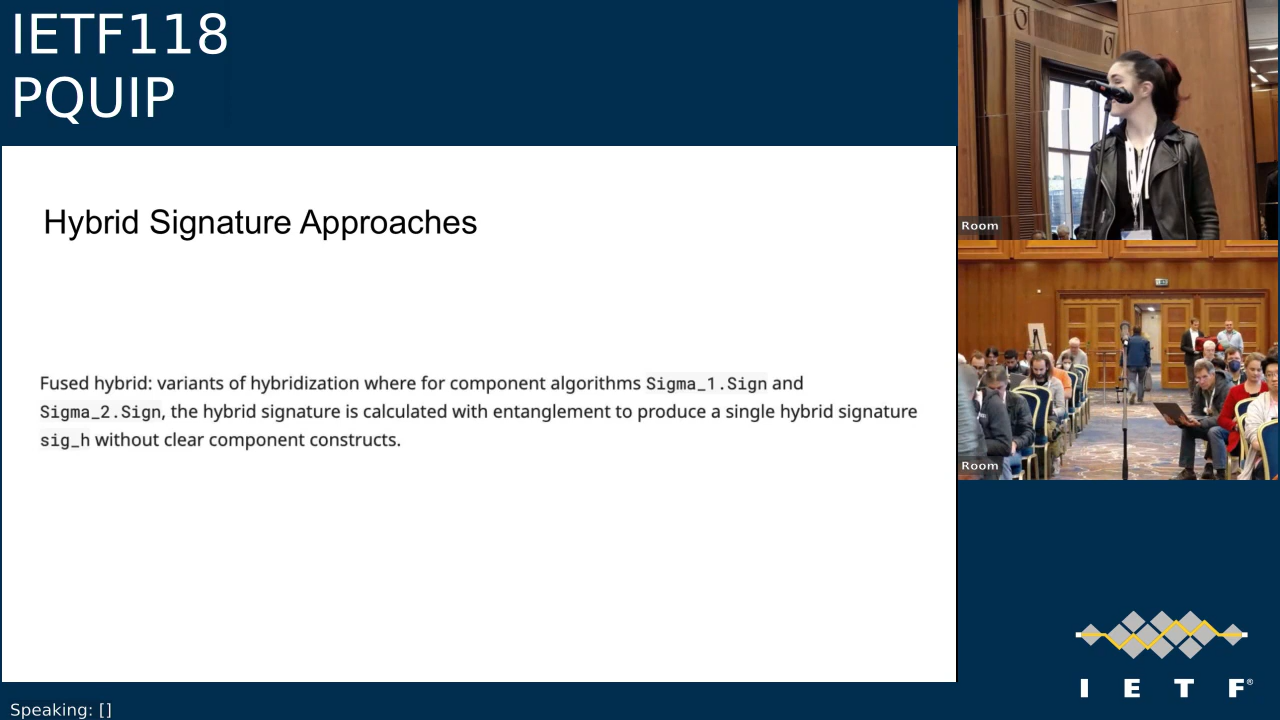 IETF118
PQUIP
Hybrid Signature Approaches
Fused hybrid: variants of hybridization where for component algorithms Sigma_1.Sign and
Sigma_2.Sign, the hybrid signature is calculated with entanglement to produce a single hybrid signature
sig_h without clear component constructs.
Room
Room
I E T F®
Speaking: []